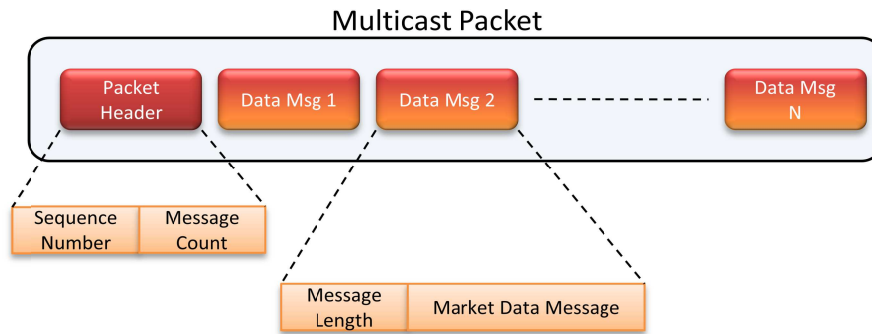 Multicast Packet
Packet
Header
Data Msg 1
Data Msg 2
Data Msg
N
Sequence
Number
Message
Count
Message
Length
Market Data Message